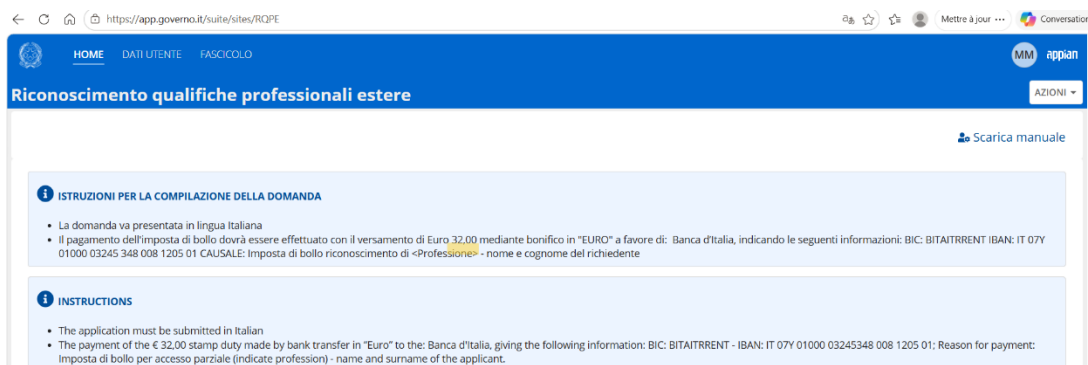 https://app.governo.it/suite/sites/RQPE
Mettre à jour ...
Conversation
HOME DATI UTENTE FASCICOLO
MM appian
Riconoscimento qualifiche professionali estere
AZIONI
Scarica manuale
ISTRUZIONI PER LA COMPILAZIONE DELLA DOMANDA
• La domanda va presentata in lingua Italiana
• Il pagamento dell'imposta di bollo dovrà essere effettuato con il versamento di Euro 32,00 mediante bonifico in "EURO" a favore di: Banca d'Italia, indicando le seguenti informazioni: BIC: BITAITRRENT IBAN: IT 07Y
01000 03245 348 008 1205 01 CAUSALE: Imposta di bollo riconoscimento di <Professione> - nome e cognome del richiedente
INSTRUCTIONS
• The application must be submitted in Italian
• The payment of the € 32,00 stamp duty made by bank transfer in "Euro" to the: Banca d'Italia, giving the following information: BIC: BITAITRRENT - IBAN: IT 07Y 01000 03245348 008 1205 01; Reason for payment:
Imposta di bollo per accesso parziale (indicate profession) - name and surname of the applicant.